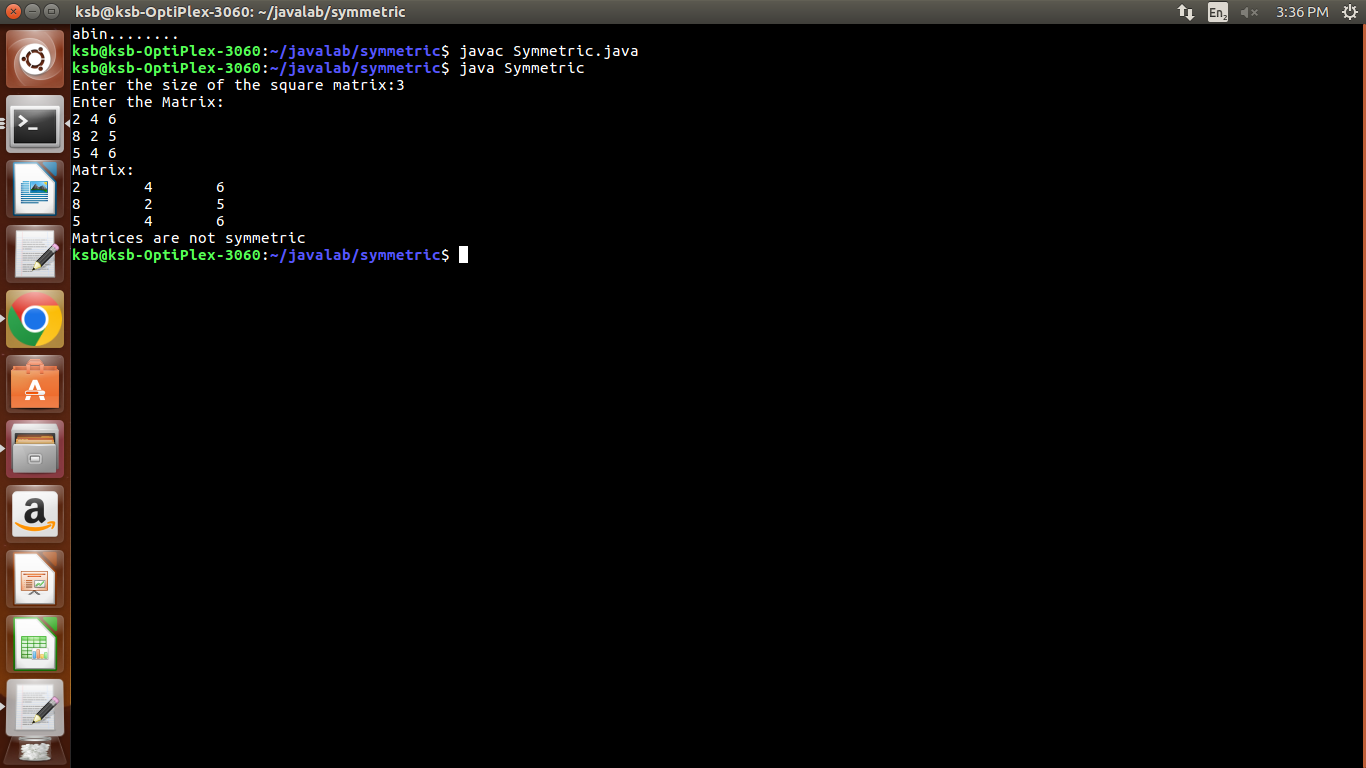 ksb@ksb-OptiPlex-3060: ~/javalab/symmetric
En2
3:36 PM
abin........
ksb@ksb-OptiPlex-3060:~/javalab/symmetric$ javac Symmetric.java
ksb@ksb-OptiPlex-3060:~/javalab/symmetric$ java Symmetric
Enter the size of the square matrix:3
Enter the Matrix:
2 4 6
8 2 5
5 4 6
Matrix:
2 4 6
8 2 5
5 4 6
Matrices are not symmetric
ksb@ksb-OptiPlex-3060:~/javalab/symmetric$
>_
A
a